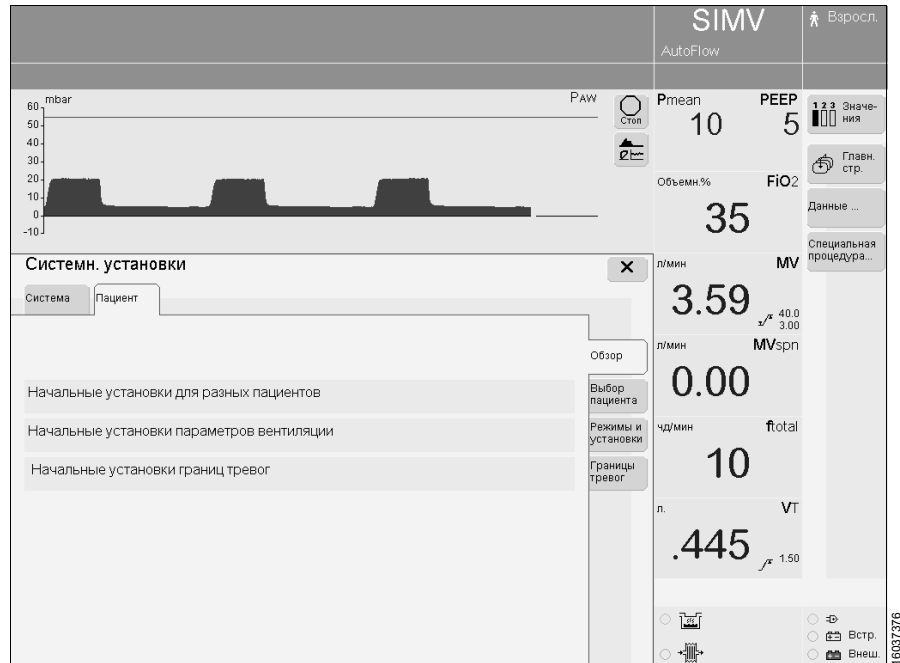 SIMV
AutoFlow
Взросл.
mbar
PAW
60
50
40
30
20
10
0
-10
Стоп
Pmean
PEEP
10
5
Объемн.%
FiO2
35
л/мин
MV
3.59
40.0
3.00
л/мин
MVspn
0.00
чд/мин
ftotal
10
л.
VT
.445
1.50
1 2 3 Значе-
ния
Главн.
стр.
Данные ...
Специальная
процедура...
Системн. установки
Система
Пациент
Обзор
Выбор
пациента
Режимы и
установки
Границы
тревог
Начальные установки для разных пациентов
Начальные установки параметров вентиляции
Начальные установки границ тревог
Встр.
Внеш.
16037376